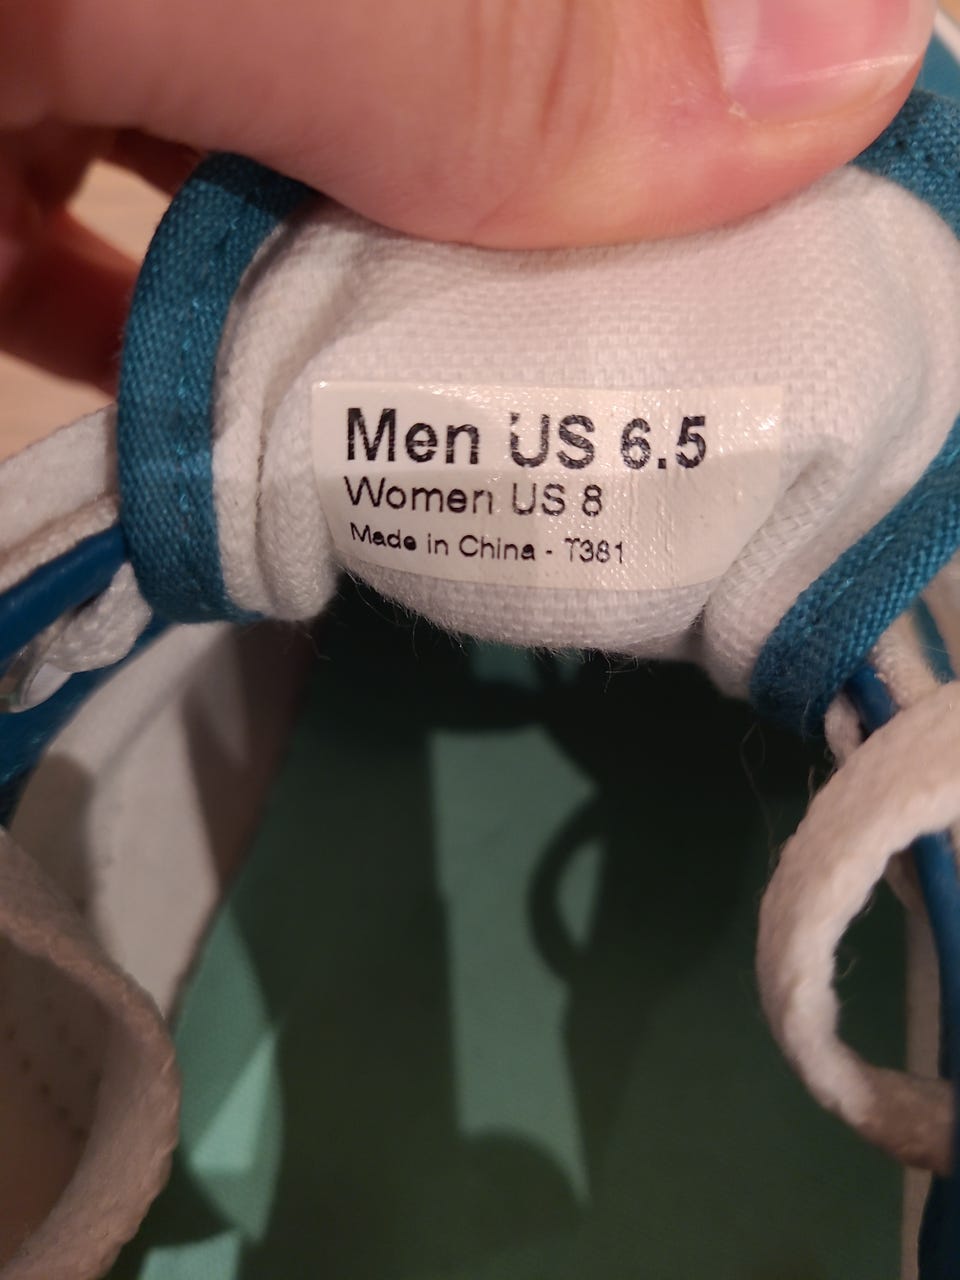 Men US 6.5
Women US 8
Made in China - T381